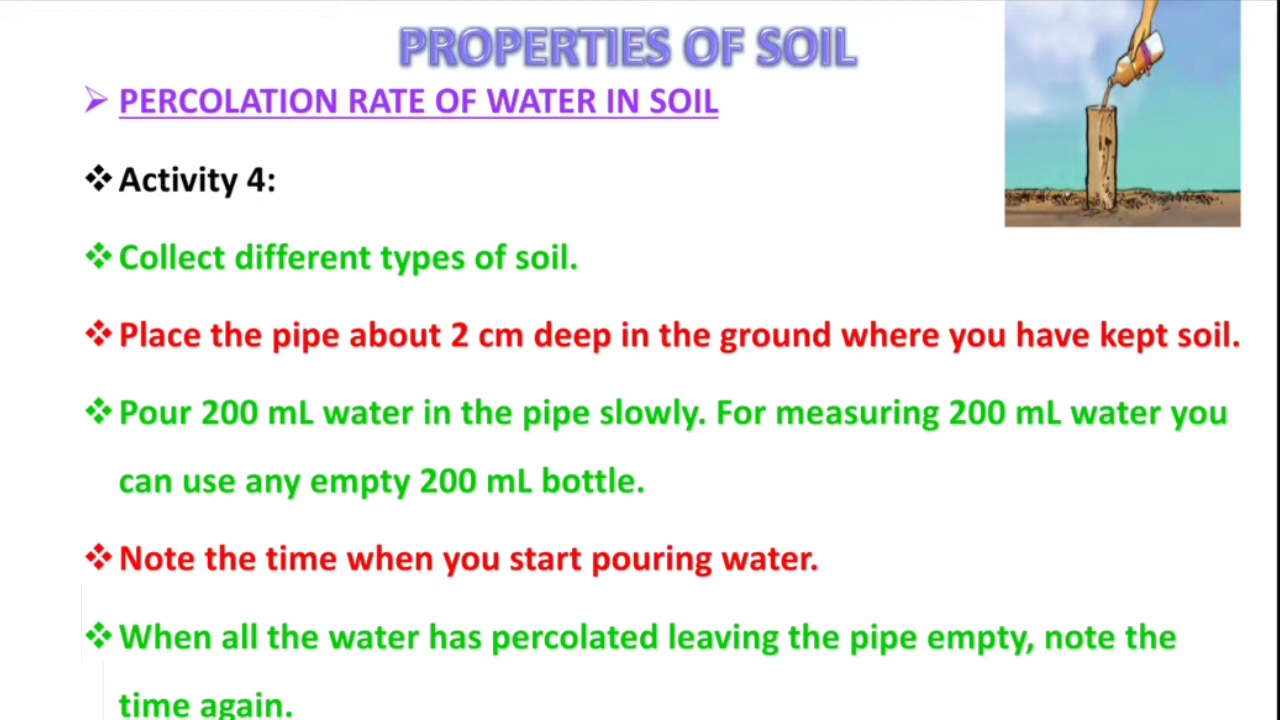 PROPERTIES OF SOIL
➢ PERCOLATION RATE OF WATER IN SOIL
❖ Activity 4:
❖ Collect different types of soil.
❖ Place the pipe about 2 cm deep in the ground where you have kept soil.
❖ Pour 200 mL water in the pipe slowly. For measuring 200 mL water you
can use any empty 200 mL bottle.
❖ Note the time when you start pouring water.
❖ When all the water has percolated leaving the pipe empty, note the
time again.